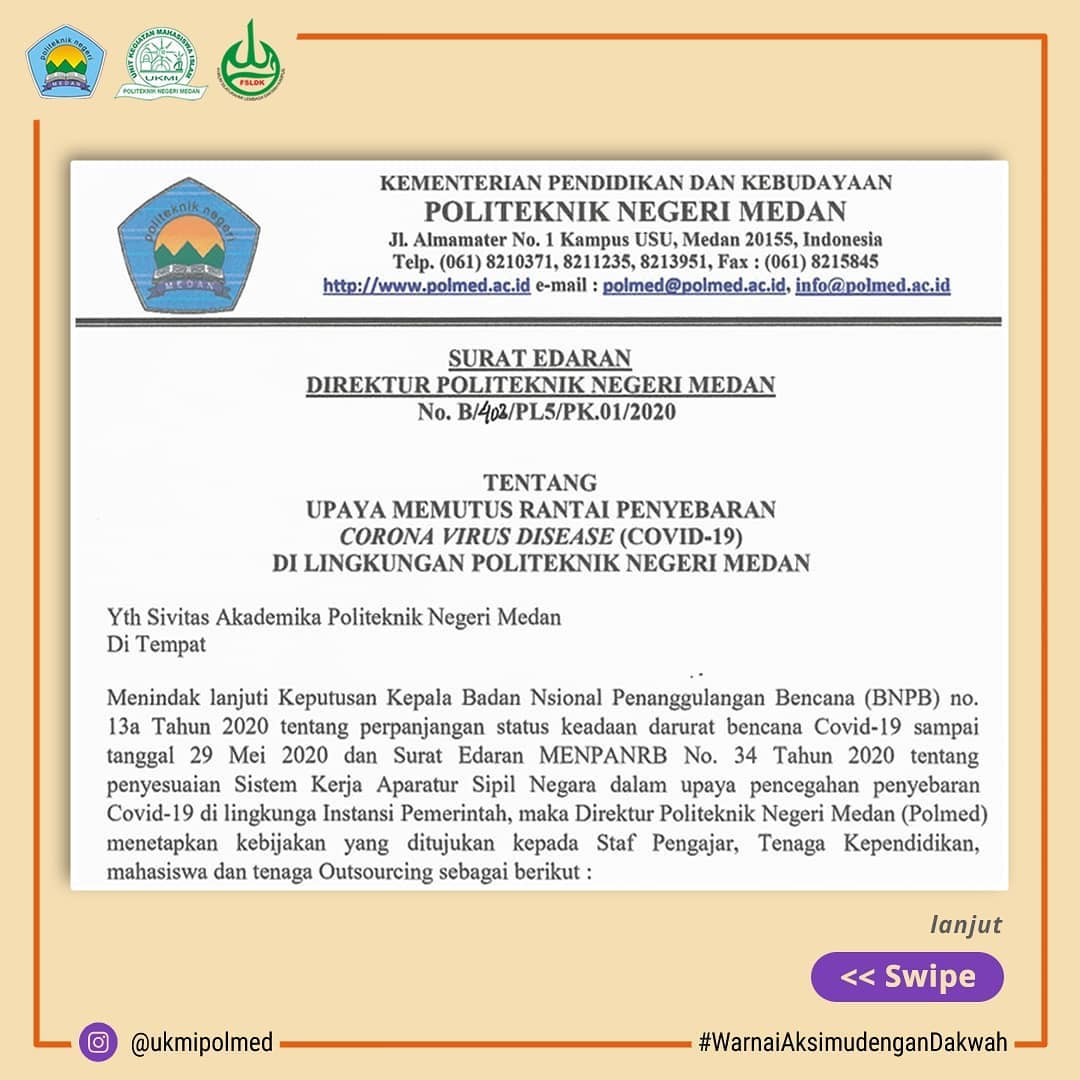 politeknik negeri
MEDAN
UNIT KEGIATAN MAHASISWA ISLAM
UKMI
POLITEKNIK NEGERI MEDAN
FSLDK
KEMENTERIAN PENDIDIKAN DAN KEBUDAYAAN
POLITEKNIK NEGERI MEDAN
Jl. Almamater No. 1 Kampus USU, Medan 20155, Indonesia
Telp. (061) 8210371, 8211235, 8213951, Fax : (061) 8215845
http://www.polmed.ac.id e-mail : polmed@polmed.ac.id, info@polmed.ac.id
politeknik negeri
MEDAN
SURAT EDARAN
DIREKTUR POLITEKNIK NEGERI MEDAN
No. B/402/PL5/PK.01/2020
TENTANG
UPAYA MEMUTUS RANTAI PENYEBARAN
CORONA VIRUS DISEASE (COVID-19)
DI LINGKUNGAN POLITEKNIK NEGERI MEDAN
Yth Sivitas Akademika Politeknik Negeri Medan
Di Tempat
Menindak lanjuti Keputusan Kepala Badan Nsional Penanggulangan Bencana (BNPB) no.
13a Tahun 2020 tentang perpanjangan status keadaan darurat bencana Covid-19 sampai
tanggal 29 Mei 2020 dan Surat Edaran MENPANRB No. 34 Tahun 2020 tentang
penyesuaian Sistem Kerja Aparatur Sipil Negara dalam upaya pencegahan penyebaran
Covid-19 di lingkunga Instansi Pemerintah, maka Direktur Politeknik Negeri Medan (Polmed)
menetapkan kebijakan yang ditujukan kepada Staf Pengajar, Tenaga Kependidikan,
mahasiswa dan tenaga Outsourcing sebagai berikut :
lanjut
<< Swipe
@ukmipolmed
#WarnaiAksimudenganDakwah